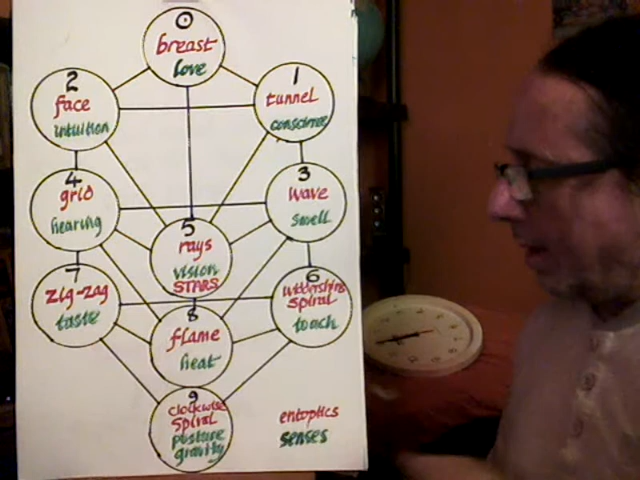 0
breast
love
2
face
intuition
1
tunnel
conscience
4
grid
hearing
3
wave
smell
5
rays
vision
STARS
7
zig-zag
taste
6
widdershins
spiral
touch
8
flame
heat
9
clockwise
spiral
posture
gravity
entoptics
senses